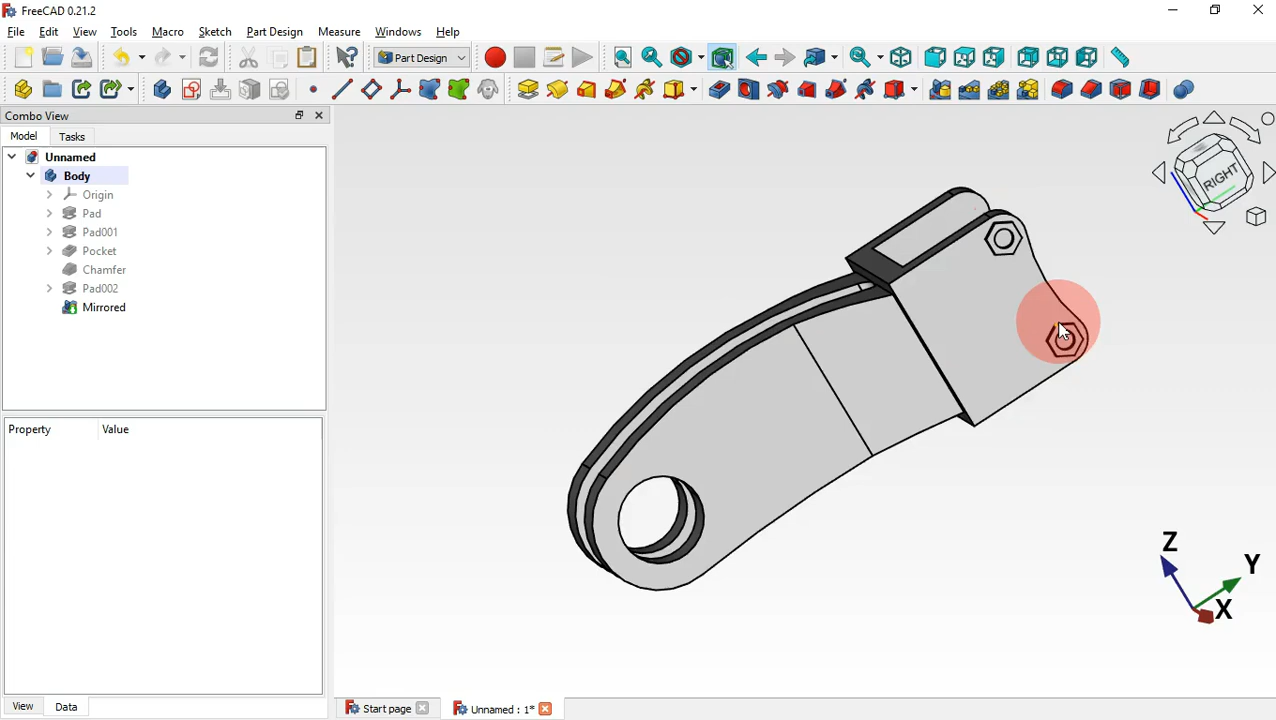 FreeCAD 0.21.2
File Edit View Tools Macro Sketch Part Design Measure Windows Help
Part Design
Combo View
Model Tasks
Unnamed
Body
Origin
Pad
Pad001
Pocket
Chamfer
Pad002
Mirrored
Property Value
View Data
Start page Unnamed : 1*
RIGHT
Z
Y
X